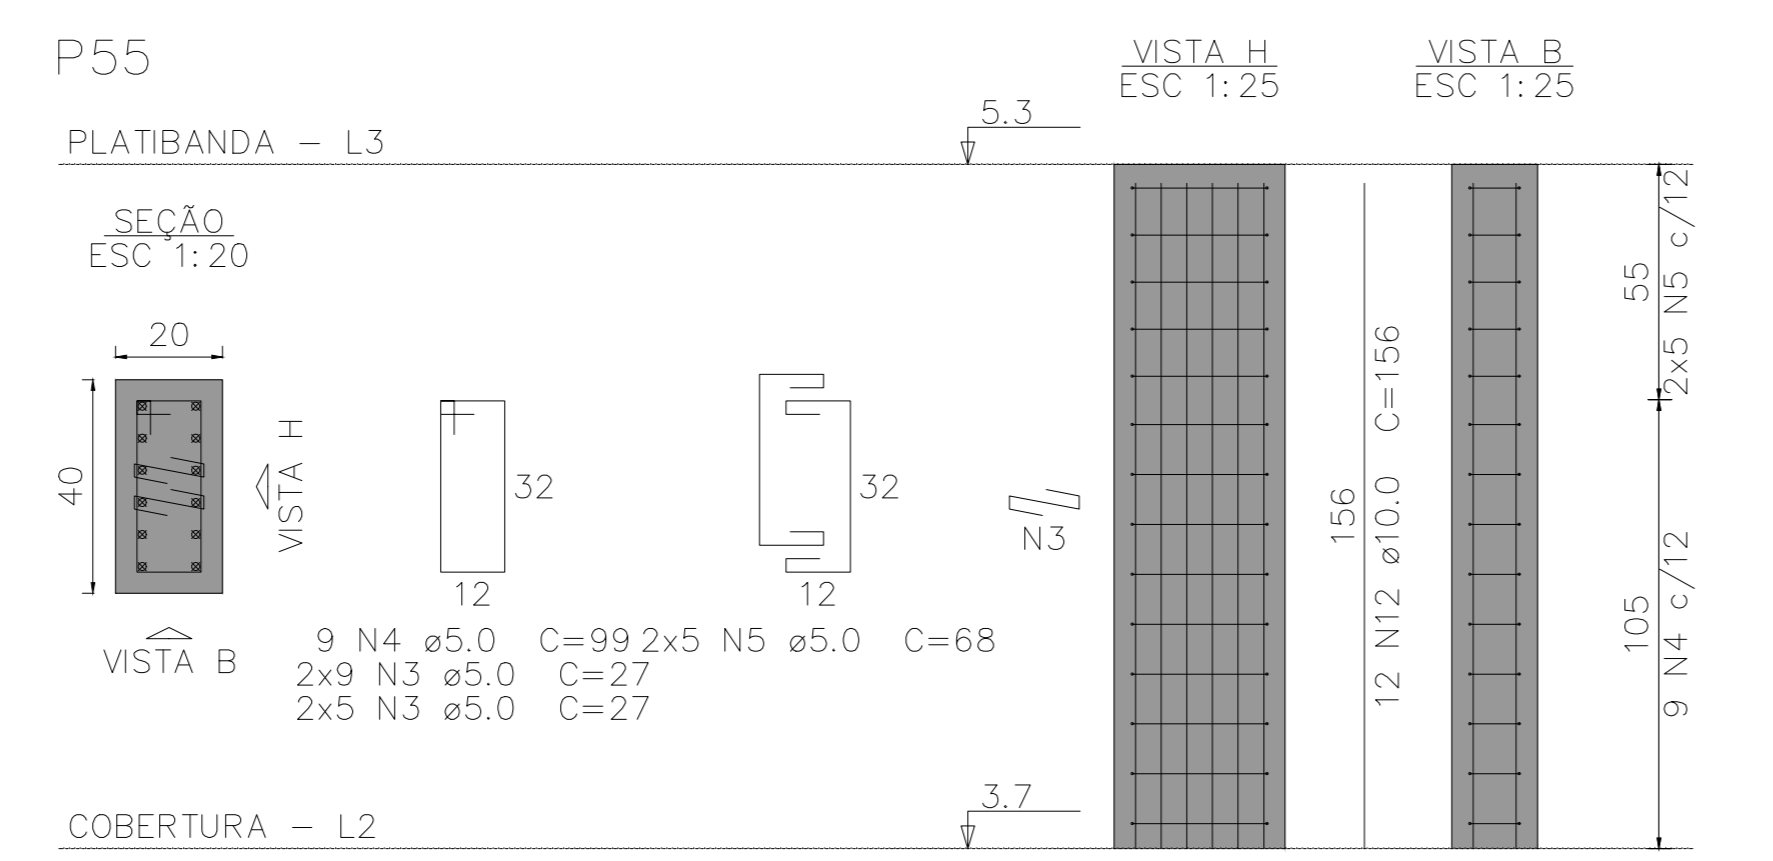 P55
VISTA H
ESC 1:25
VISTA B
ESC 1:25
5.3
PLATIBANDA – L3
SEÇÃO
ESC 1:20
20
40
VISTA H
VISTA B
32
12
9 N4 ø5.0 C=99
2x9 N3 ø5.0 C=27
2x5 N3 ø5.0 C=27
32
12
2x5 N5 ø5.0 C=68
N3
156
12 N12 ø10.0 C=156
55
2x5 N5 c/12
105
9 N4 c/12
3.7
COBERTURA – L2